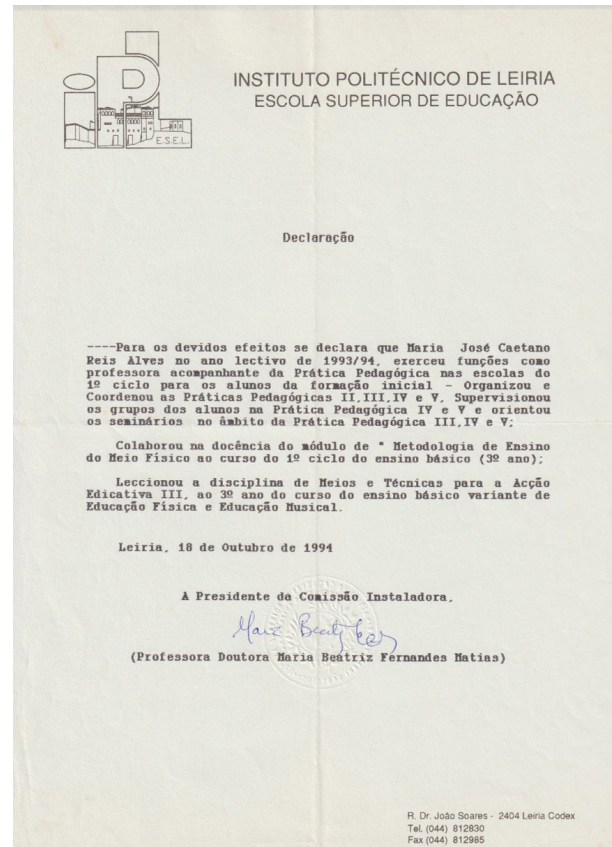 E.S.E.L.
INSTITUTO POLITÉCNICO DE LEIRIA
ESCOLA SUPERIOR DE EDUCAÇÃO
Declaração
----Para os devidos efeitos se declara que Maria José Caetano
Reis Alves no ano lectivo de 1993/94, exerceu funções como
professora acompanhante da Prática Pedagógica nas escolas do
1º ciclo para os alunos da formação inicial - Organizou e
Coordenou as Práticas Pedagógicas II,III,IV e V, Supervisionou
os grupos dos alunos na Prática Pedagógica IV e V e orientou
os seminários no âmbito da Prática Pedagógica III,IV e V;
Colaborou na docência do módulo de " Metodologia de Ensino
do Meio Físico ao curso do 1º ciclo do ensino básico (3º ano);
Leccionou a disciplina de Meios e Técnicas para a Acção
Edicativa III, ao 3º ano do curso do ensino básico variante de
Educação Física e Educação Musical.
Leiria, 18 de Outubro de 1994
A Presidente da Comissão Instaladora,
(Professora Doutora Maria Beatriz Fernandes Matias)
R. Dr. João Soares - 2404 Leiria Codex
Tel. (044) 812830
Fax (044) 812985